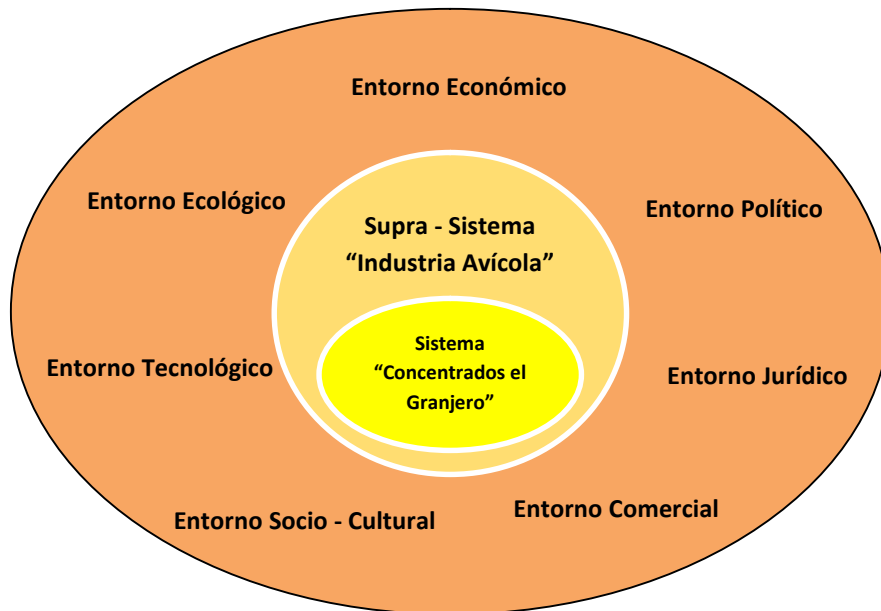 Entorno Económico
Entorno Ecológico
Entorno Político
Supra - Sistema
“Industria Avícola”
Sistema
“Concentrados el
Granjero”
Entorno Tecnológico
Entorno Jurídico
Entorno Socio - Cultural
Entorno Comercial